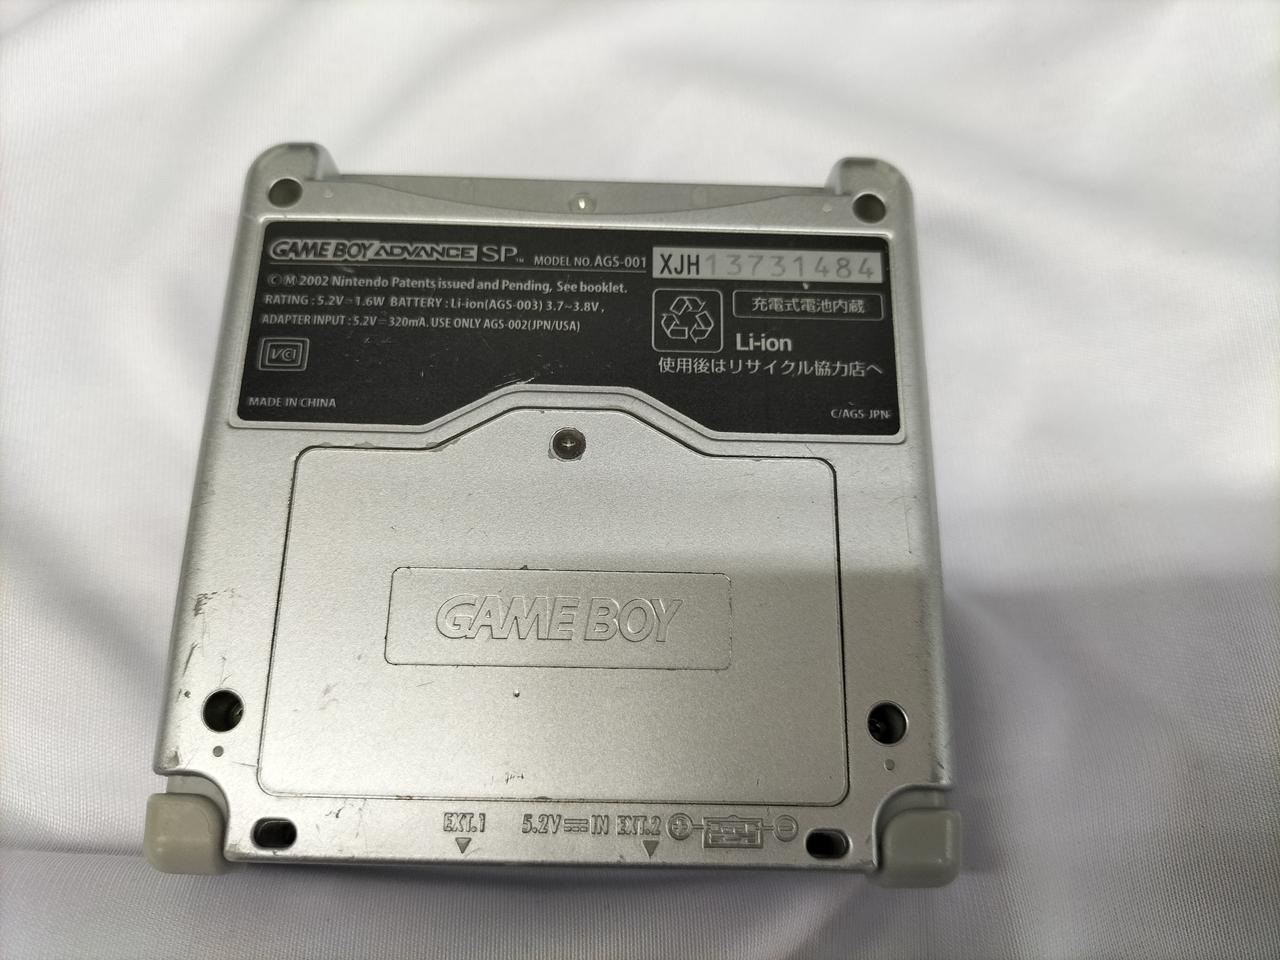 GAME BOY ADVANCE SP™ MODEL NO. AGS-001 XJH13731484
© M 2002 Nintendo Patents issued and Pending, See booklet.
RATING : 5.2V⎓1.6W BATTERY : Li-ion(AGS-003) 3.7~3.8V,
ADAPTER INPUT : 5.2V⎓320mA. USE ONLY AGS-002(JPN/USA)
VCI
MADE IN CHINA
充電式電池内蔵
Li-ion
使用後はリサイクル協力店へ
C/AGS-JPN
GAME BOY
EXT.1 5.2V⎓IN EXT.2